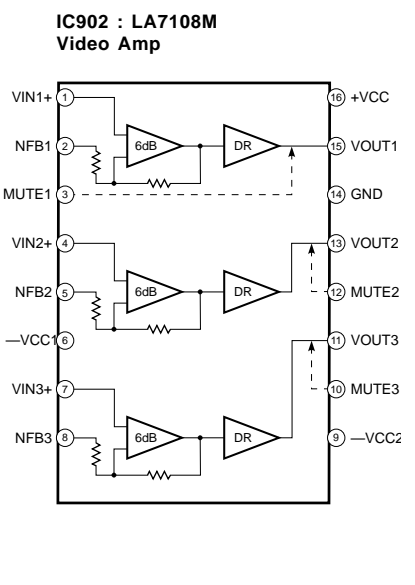 IC902 : LA7108M
Video Amp
VIN1+ 1 16 +VCC
NFB1 2 6dB DR 15 VOUT1
MUTE1 3 14 GND
VIN2+ 4 13 VOUT2
NFB2 5 6dB DR 12 MUTE2
—VCC1 6 11 VOUT3
VIN3+ 7 10 MUTE3
NFB3 8 6dB DR 9 —VCC2